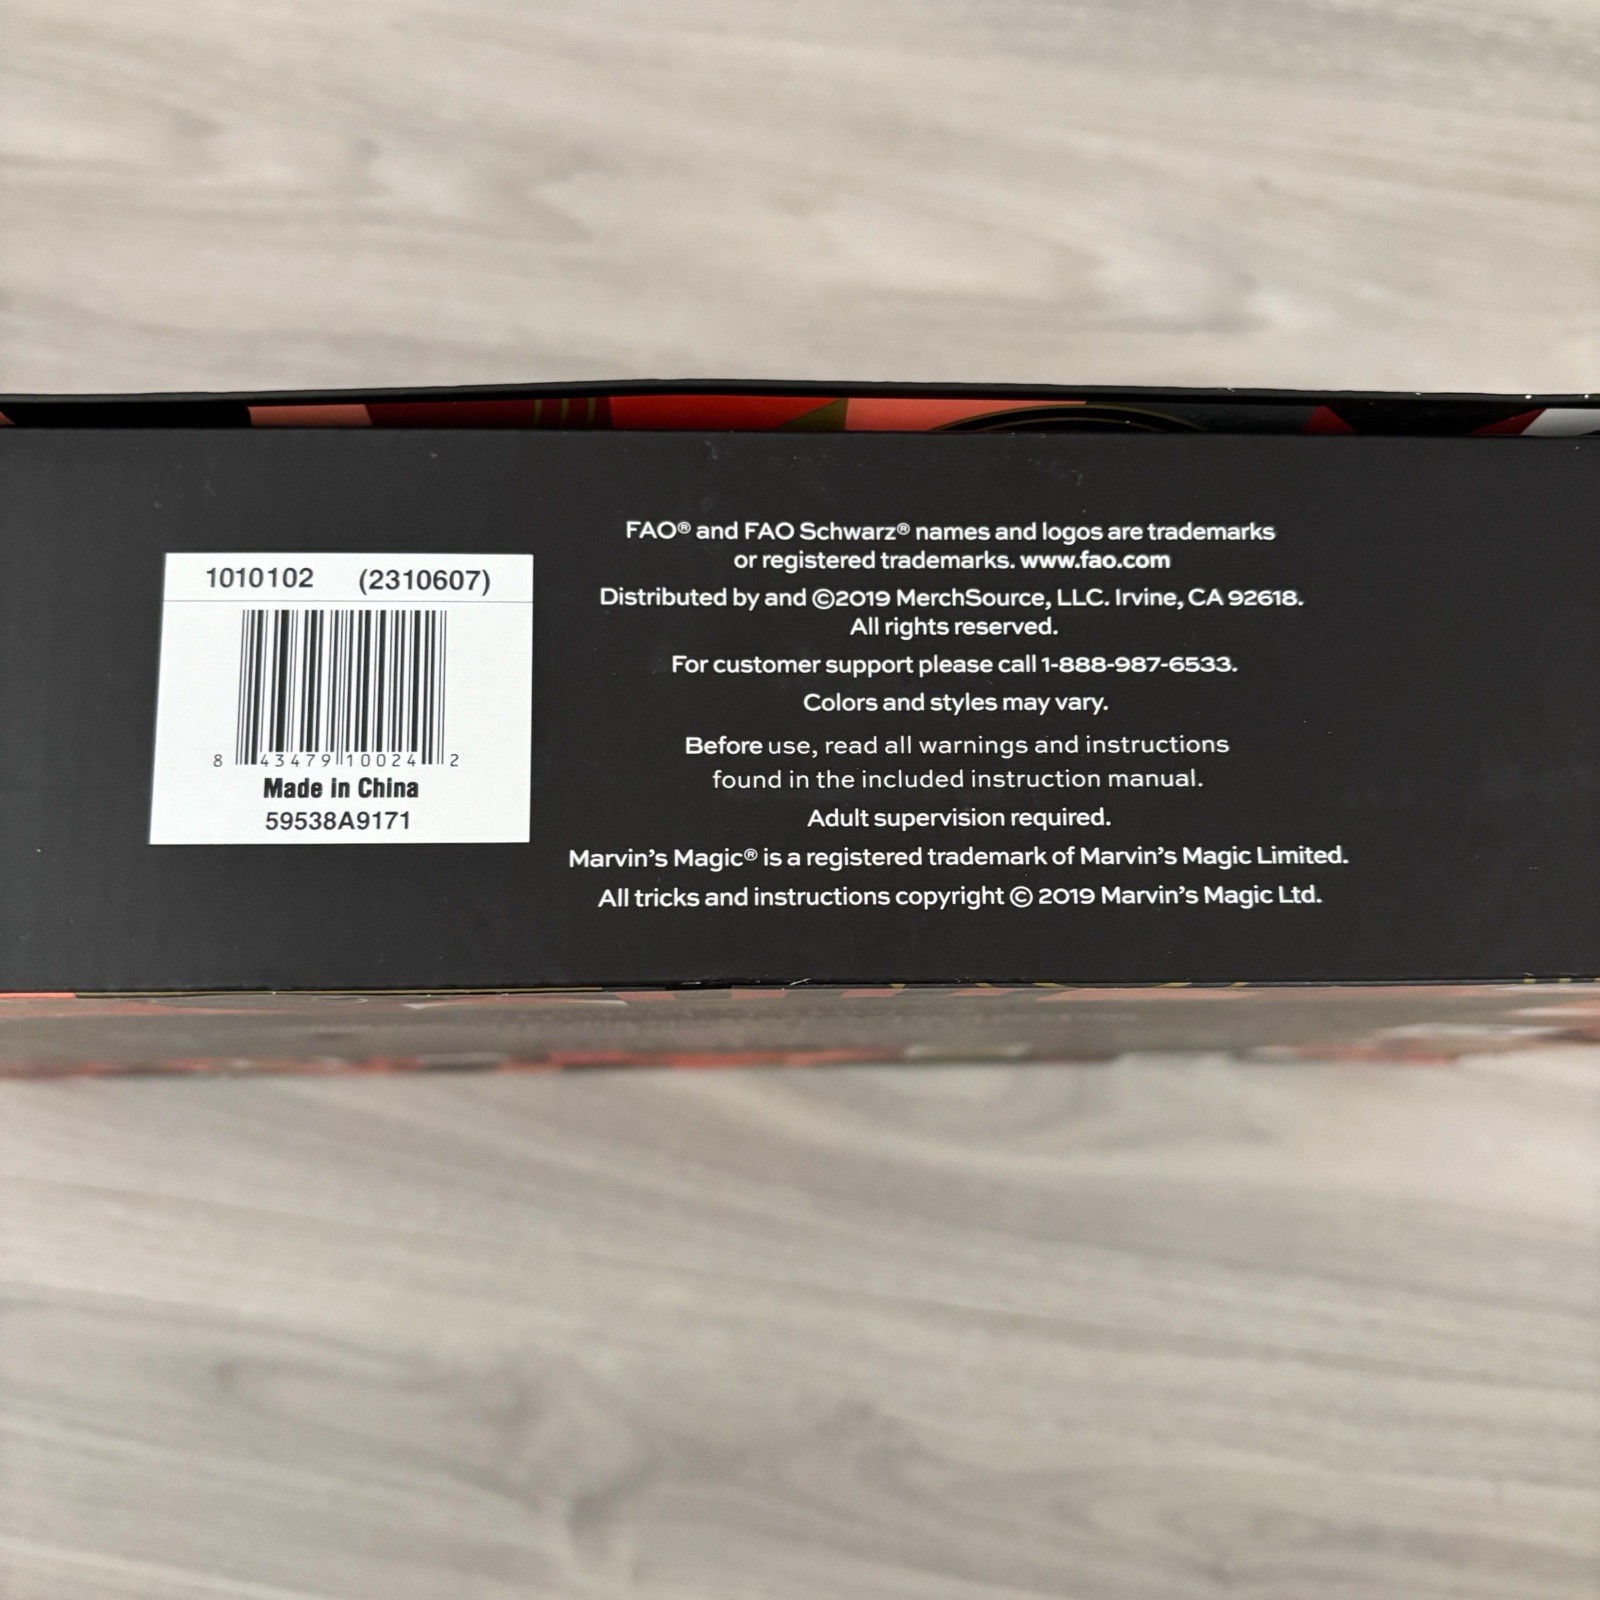 1010102 (2310607)
8 43479 10024 2
Made in China
59538A9171
FAO® and FAO Schwarz® names and logos are trademarks
or registered trademarks. www.fao.com
Distributed by and ©2019 MerchSource, LLC. Irvine, CA 92618.
All rights reserved.
For customer support please call 1-888-987-6533.
Colors and styles may vary.
Before use, read all warnings and instructions
found in the included instruction manual.
Adult supervision required.
Marvin's Magic® is a registered trademark of Marvin's Magic Limited.
All tricks and instructions copyright © 2019 Marvin's Magic Ltd.